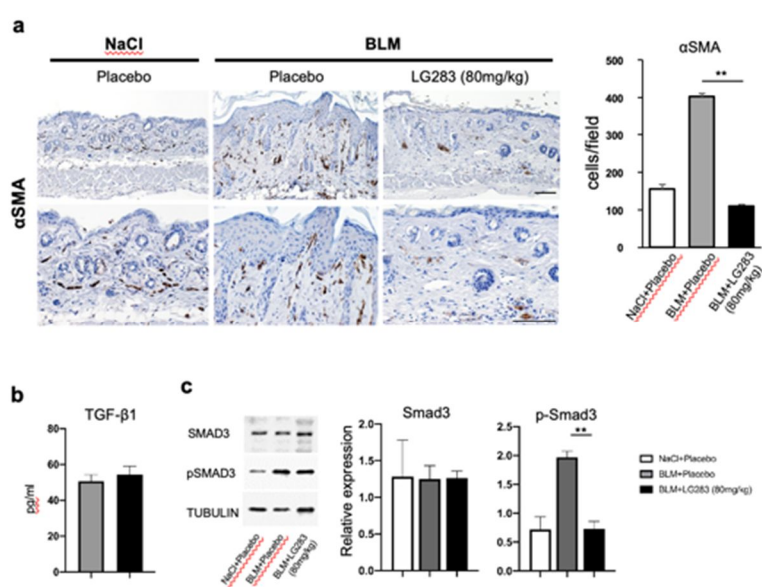 a
NaCl
BLM
Placebo
Placebo
LG283 (80mg/kg)
αSMA
αSMA
cells/field
500
400
300
200
100
0
**
NaCl+Placebo
BLM+Placebo
BLM+LG283
(80mg/kg)
b
TGF-β1
pg/ml
80
60
40
20
0
c
SMAD3
pSMAD3
TUBULIN
NaCl+Placebo
BLM+Placebo
BLM+LG283
(80mg/kg)
Smad3
Relative expression
2.0
1.5
1.0
0.5
0.0
p-Smad3
2.5
2.0
1.5
1.0
0.5
0.0
**
NaCl+Placebo
BLM+Placebo
BLM+LG283 (80mg/kg)